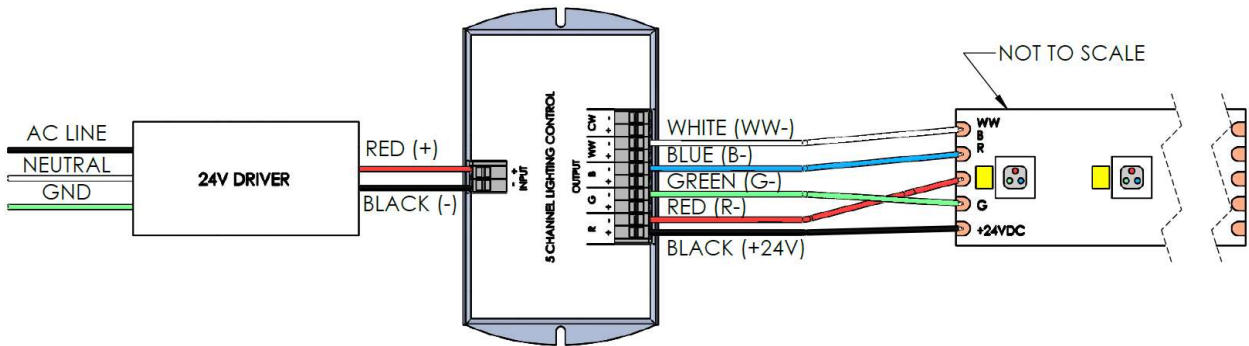 NOT TO SCALE
AC LINE
NEUTRAL
GND
24V DRIVER
RED (+)
BLACK (-)
+
-
INPUT
5 CHANNEL LIGHTING CONTROL
OUTPUT
CW
-
+
WW
-
+
B
-
+
G
-
+
R
-
+
WHITE (WW-)
BLUE (B-)
GREEN (G-)
RED (R-)
BLACK (+24V)
WW
B
R
G
+24VDC